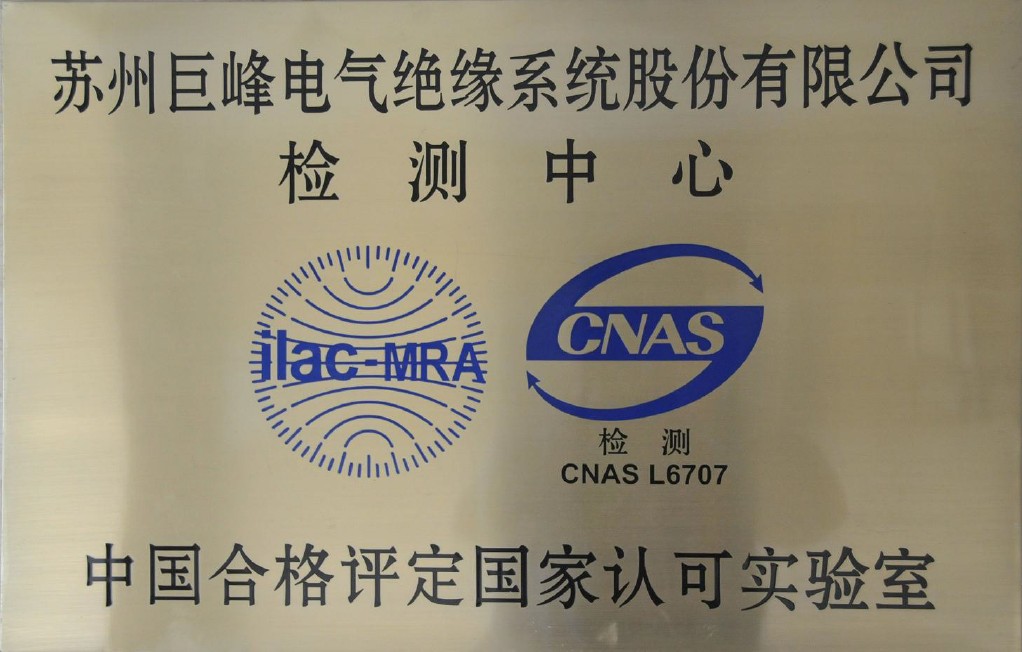 苏州巨峰电气绝缘系统股份有限公司
检测中心
ilac-MRA
CNAS
检测
CNAS L6707
中国合格评定国家认可实验室